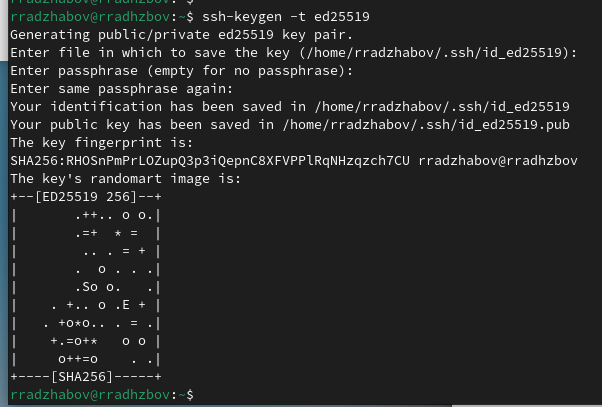 rradzhabov@rradhzbov:~$ ssh-keygen -t ed25519
Generating public/private ed25519 key pair.
Enter file in which to save the key (/home/rradzhabov/.ssh/id_ed25519):
Enter passphrase (empty for no passphrase):
Enter same passphrase again:
Your identification has been saved in /home/rradzhabov/.ssh/id_ed25519
Your public key has been saved in /home/rradzhabov/.ssh/id_ed25519.pub
The key fingerprint is:
SHA256:RHOSnPmPrLOZupQ3p3iQepnC8XFVPPlRqNHzqzch7CU rradzhabov@rradhzbov
The key's randomart image is:
+--[ED25519 256]--+
|       .++.. o o.|
|       .=+  * =  |
|        .. . = + |
|       .  o . . .|
|       .So o.   .|
|    . +.. o .E + |
|   . +o*o.. . = .|
|    +.=o+*   o o |
|     o++=o    . .|
+----[SHA256]-----+
rradzhabov@rradhzbov:~$